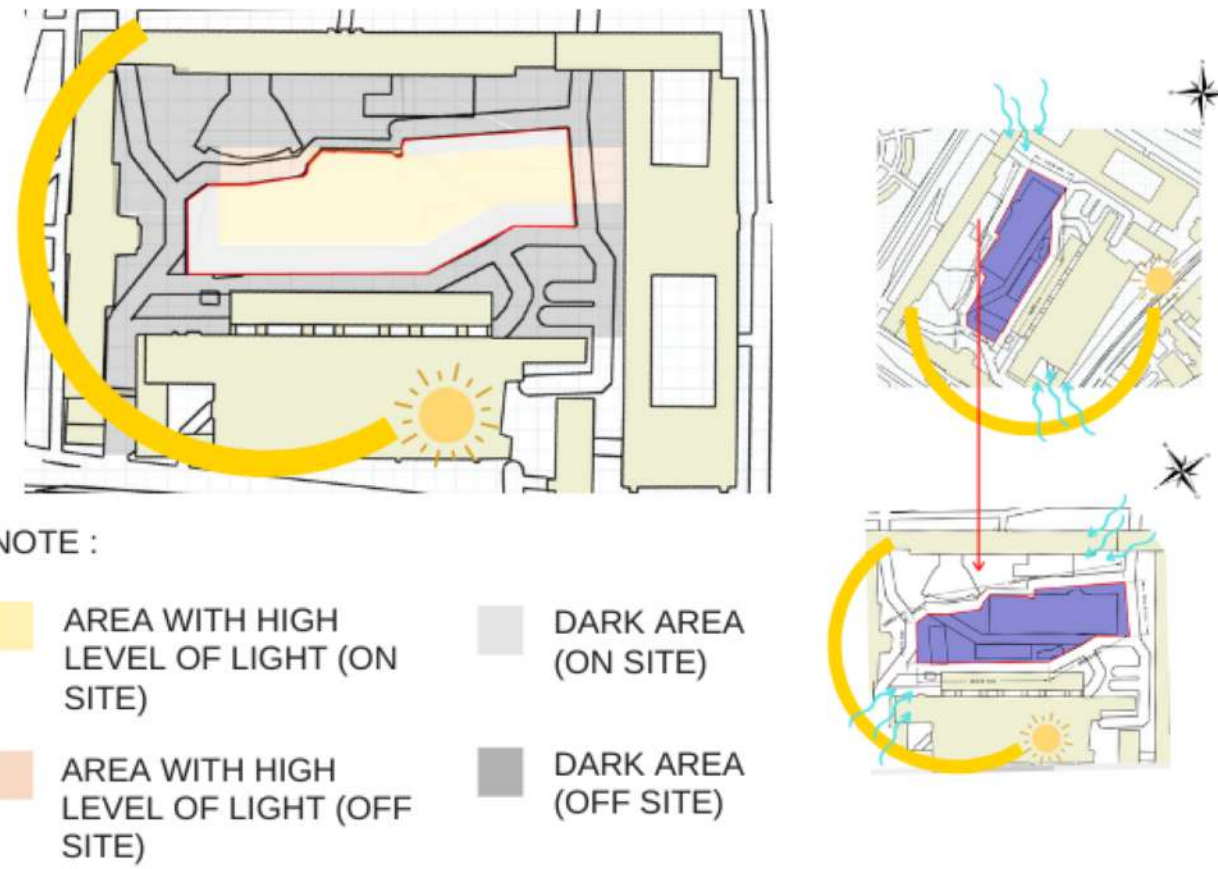 NOTE :
AREA WITH HIGH
LEVEL OF LIGHT (ON
SITE)
DARK AREA
(ON SITE)
AREA WITH HIGH
LEVEL OF LIGHT (OFF
SITE)
DARK AREA
(OFF SITE)